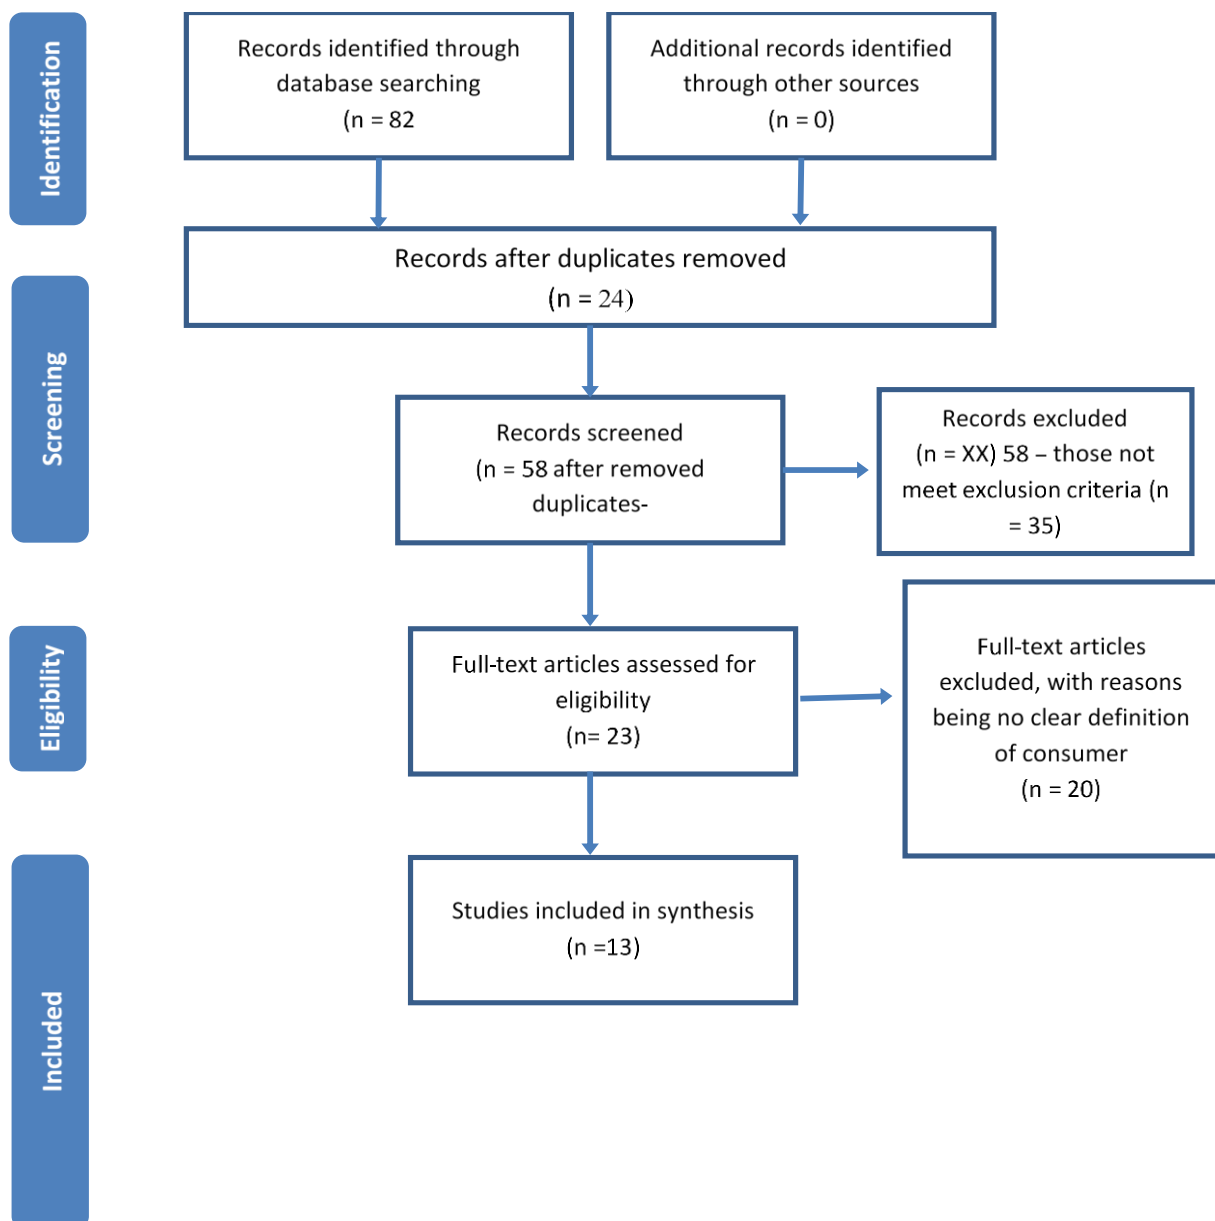 Identification
Records identified through
database searching
(n = 82
Additional records identified
through other sources
(n = 0)
Records after duplicates removed
(n = 24)
Screening
Records screened
(n = 58 after removed
duplicates-
Records excluded
(n = XX) 58 – those not
meet exclusion criteria (n
= 35)
Eligibility
Full-text articles assessed for
eligibility
(n= 23)
Full-text articles
excluded, with reasons
being no clear definition
of consumer
(n = 20)
Included
Studies included in synthesis
(n =13)